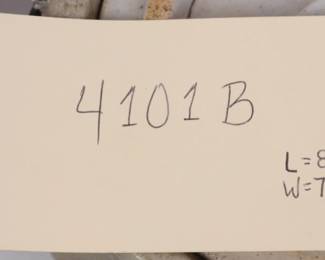 4101 B
L = 8
W = 7